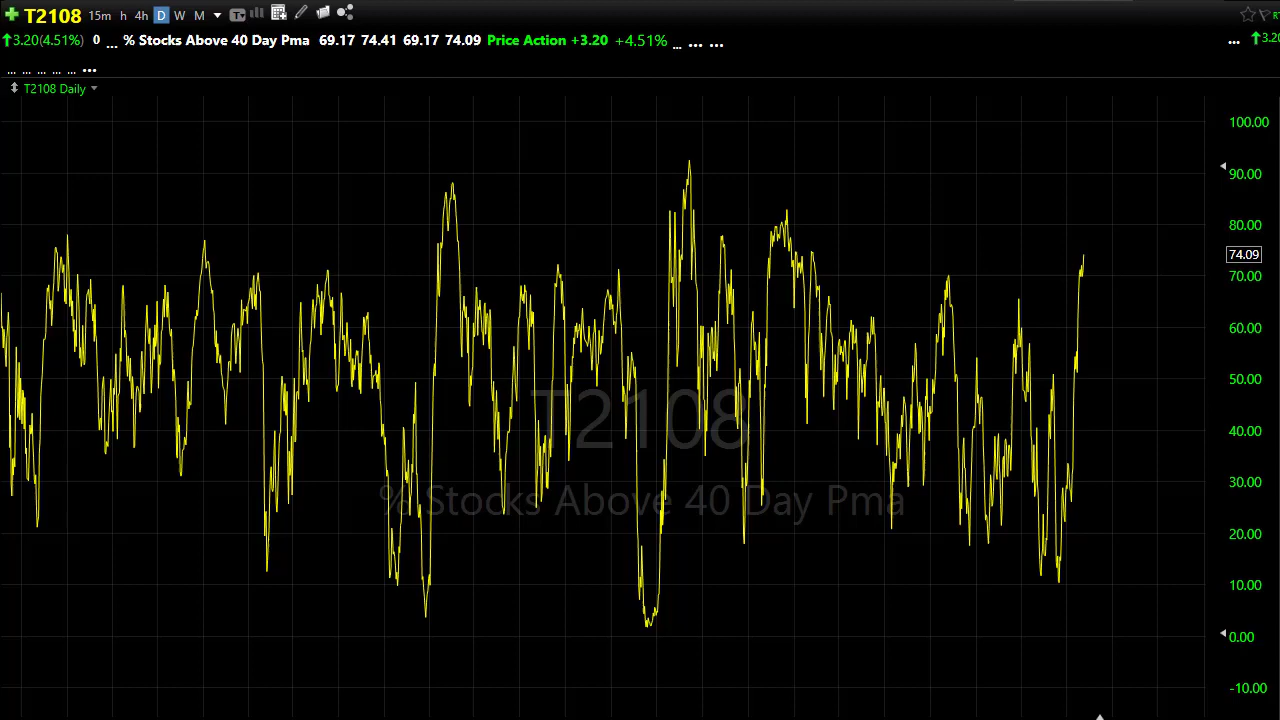 T2108 15m h 4h D W M T
3.20(4.51%) 0 ... % Stocks Above 40 Day Pma 69.17 74.41 69.17 74.09 Price Action +3.20 +4.51% ... ... ... ... 3.20
... ... ... ... ... ...
T2108 Daily
100.00
90.00
80.00
74.09
70.00
60.00
50.00
40.00
30.00
20.00
10.00
0.00
-10.00
T2108
% Stocks Above 40 Day Pma